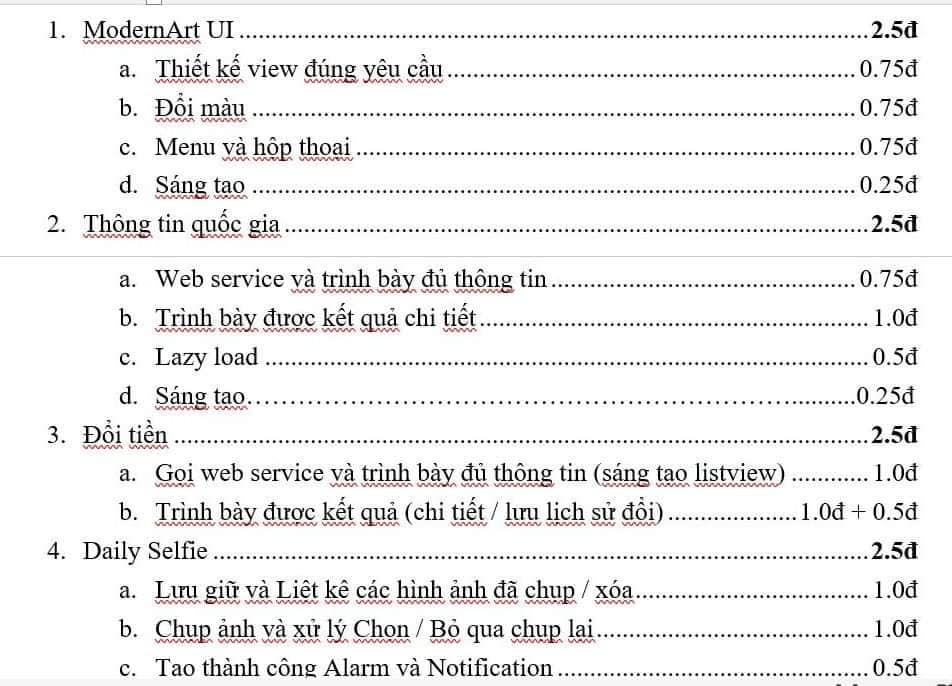 1. ModernArt UI ........ 2.5đ
a. Thiết kế view đúng yêu cầu ........ 0.75đ
b. Đổi màu ........ 0.75đ
c. Menu và hộp thoại ........ 0.75đ
d. Sáng tạo ........ 0.25đ
2. Thông tin quốc gia ........ 2.5đ
a. Web service và trình bày đủ thông tin ........ 0.75đ
b. Trình bày được kết quả chi tiết ........ 1.0đ
c. Lazy load ........ 0.5đ
d. Sáng tạo ........ 0.25đ
3. Đổi tiền ........ 2.5đ
a. Gọi web service và trình bày đủ thông tin (sáng tạo listview) ........ 1.0đ
b. Trình bày được kết quả (chi tiết / lưu lịch sử đổi) ........ 1.0đ + 0.5đ
4. Daily Selfie ........ 2.5đ
a. Lưu giữ và Liệt kê các hình ảnh đã chụp / xóa ........ 1.0đ
b. Chụp ảnh và xử lý Chọn / Bỏ qua chụp lại ........ 1.0đ
c. Tạo thành công Alarm và Notification ........ 0.5đ